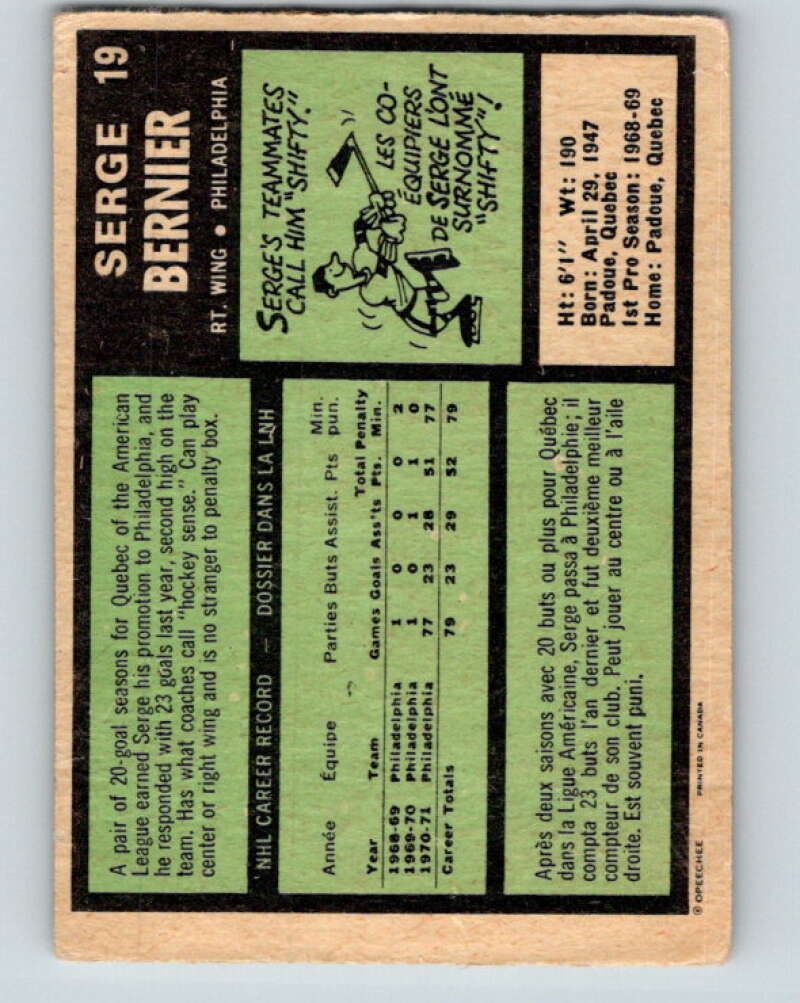 SERGE 19
BERNIER
RT. WING • PHILADELPHIA
A pair of 20-goal seasons for Quebec of the American
League earned Serge his promotion to Philadelphia, and
he responded with 23 goals last year, second high on the
team. Has what coaches call "hockey sense." Can play
center or right wing and is no stranger to penalty box.
SERGE'S TEAMMATES
CALL HIM "SHIFTY".
LES CO-
ÉQUIPIERS
DE SERGE L'ONT
SURNOMMÉ
"SHIFTY"!
NHL CAREER RECORD — DOSSIER DANS LA LNH
Année Équipe Parties Buts Assist. Pts Min. pun.
Year Team Games Goals Ass'ts Total Pts. Penalty Min.
1968-69 Philadelphia 1 0 0 0 2
1969-70 Philadelphia 1 0 1 1 0
1970-71 Philadelphia 77 23 28 51 77
Career Totals 79 23 29 52 79
Ht: 6'1" Wt: 190
Born: April 29, 1947
Padoue, Quebec
1st Pro Season: 1968-69
Home: Padoue, Quebec
Après deux saisons avec 20 buts ou plus pour Québec
dans la Ligue Américaine, Serge passa à Philadelphie; il
compta 23 buts l'an dernier et fut deuxième meilleur
compteur de son club. Peut jouer au centre ou à l'aile
droite. Est souvent puni.
© OPEECHEE PRINTED IN CANADA